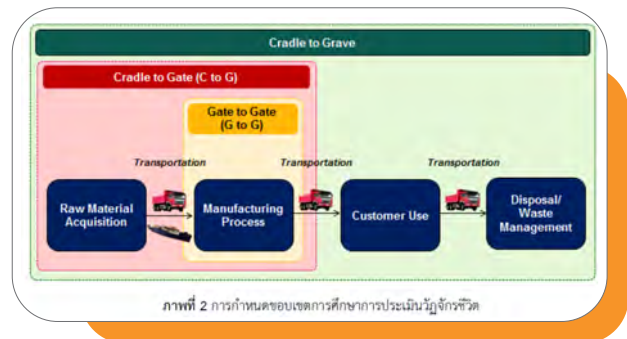 Cradle to Grave
Cradle to Gate (C to G)
Gate to Gate
(G to G)
Transportation
Transportation
Transportation
Raw Material
Acquisition
Manufacturing
Process
Customer Use
Disposal/
Waste
Management
ภาพที่ 2 การกำหนดขอบเขตการศึกษาการประเมินวัฏจักรชีวิต